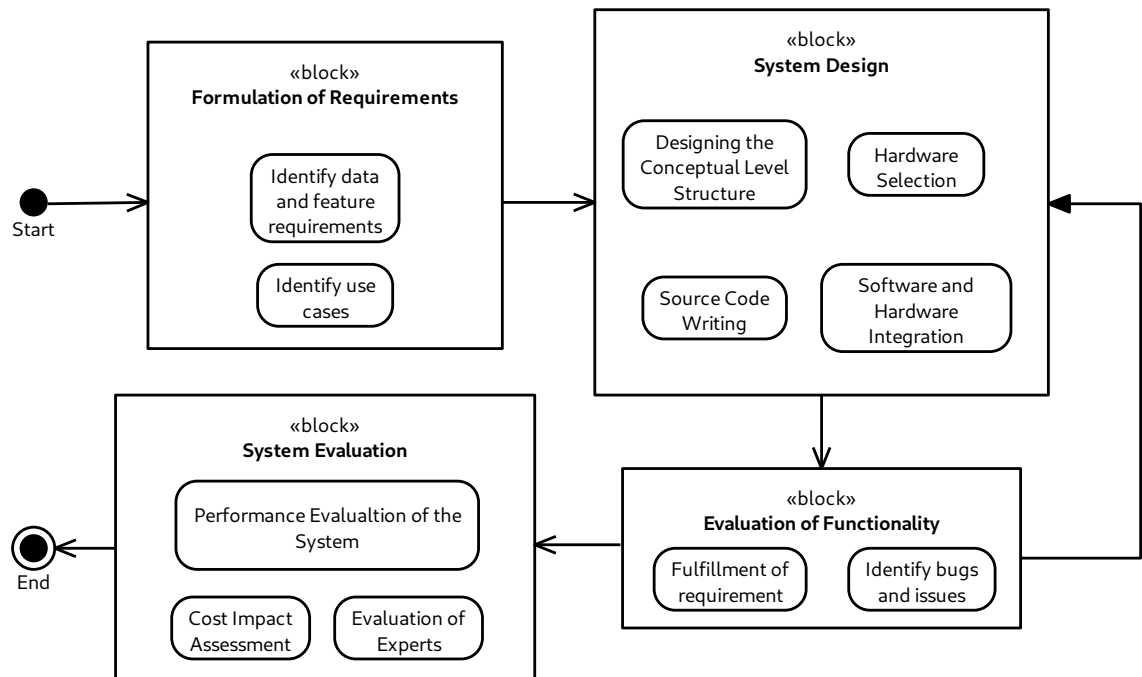 «block»
Formulation of Requirements
Identify data
and feature
requirements
Identify use
cases
Start
«block»
System Design
Designing the
Conceptual Level
Structure
Hardware
Selection
Source Code
Writing
Software and
Hardware
Integration
«block»
Evaluation of Functionality
Fulfillment of
requirement
Identify bugs
and issues
«block»
System Evaluation
Performance Evalualtion of the
System
Cost Impact
Assessment
Evaluation of
Experts
End